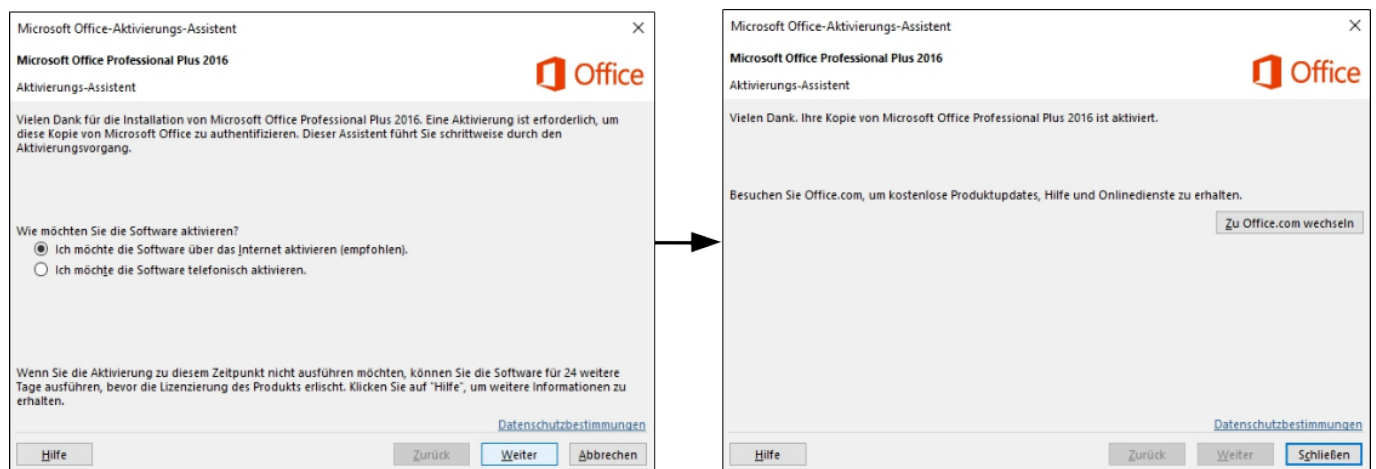 Microsoft Office-Aktivierungs-Assistent
Microsoft Office Professional Plus 2016
Office
Aktivierungs-Assistent
Vielen Dank für die Installation von Microsoft Office Professional Plus 2016. Eine Aktivierung ist erforderlich, um
diese Kopie von Microsoft Office zu authentifizieren. Dieser Assistent führt Sie schrittweise durch den
Aktivierungsvorgang.
Wie möchten Sie die Software aktivieren?
Ich möchte die Software über das Internet aktivieren (empfohlen).
Ich möchte die Software telefonisch aktivieren.
Wenn Sie die Aktivierung zu diesem Zeitpunkt nicht ausführen möchten, können Sie die Software für 24 weitere
Tage ausführen, bevor die Lizenzierung des Produkts erlischt. Klicken Sie auf "Hilfe", um weitere Informationen zu
erhalten.
Datenschutzbestimmungen
Hilfe Zurück Weiter Abbrechen
Microsoft Office-Aktivierungs-Assistent
Microsoft Office Professional Plus 2016
Office
Aktivierungs-Assistent
Vielen Dank. Ihre Kopie von Microsoft Office Professional Plus 2016 ist aktiviert.
Besuchen Sie Office.com, um kostenlose Produktupdates, Hilfe und Onlinedienste zu erhalten.
Zu Office.com wechseln
Datenschutzbestimmungen
Hilfe Zurück Weiter Schließen